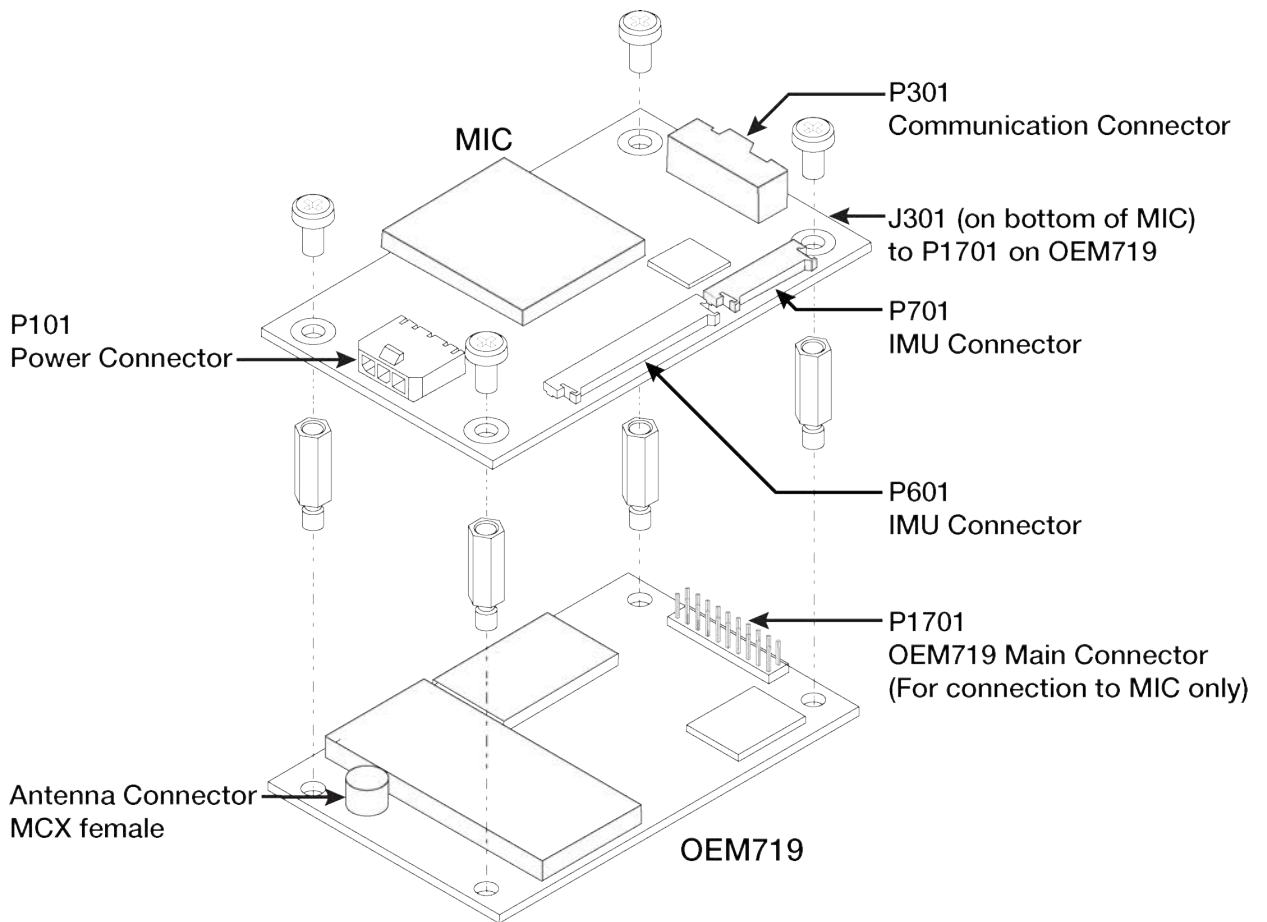 P301
Communication Connector
MIC
J301 (on bottom of MIC)
to P1701 on OEM719
P701
IMU Connector
P101
Power Connector
P601
IMU Connector
P1701
OEM719 Main Connector
(For connection to MIC only)
Antenna Connector
MCX female
OEM719